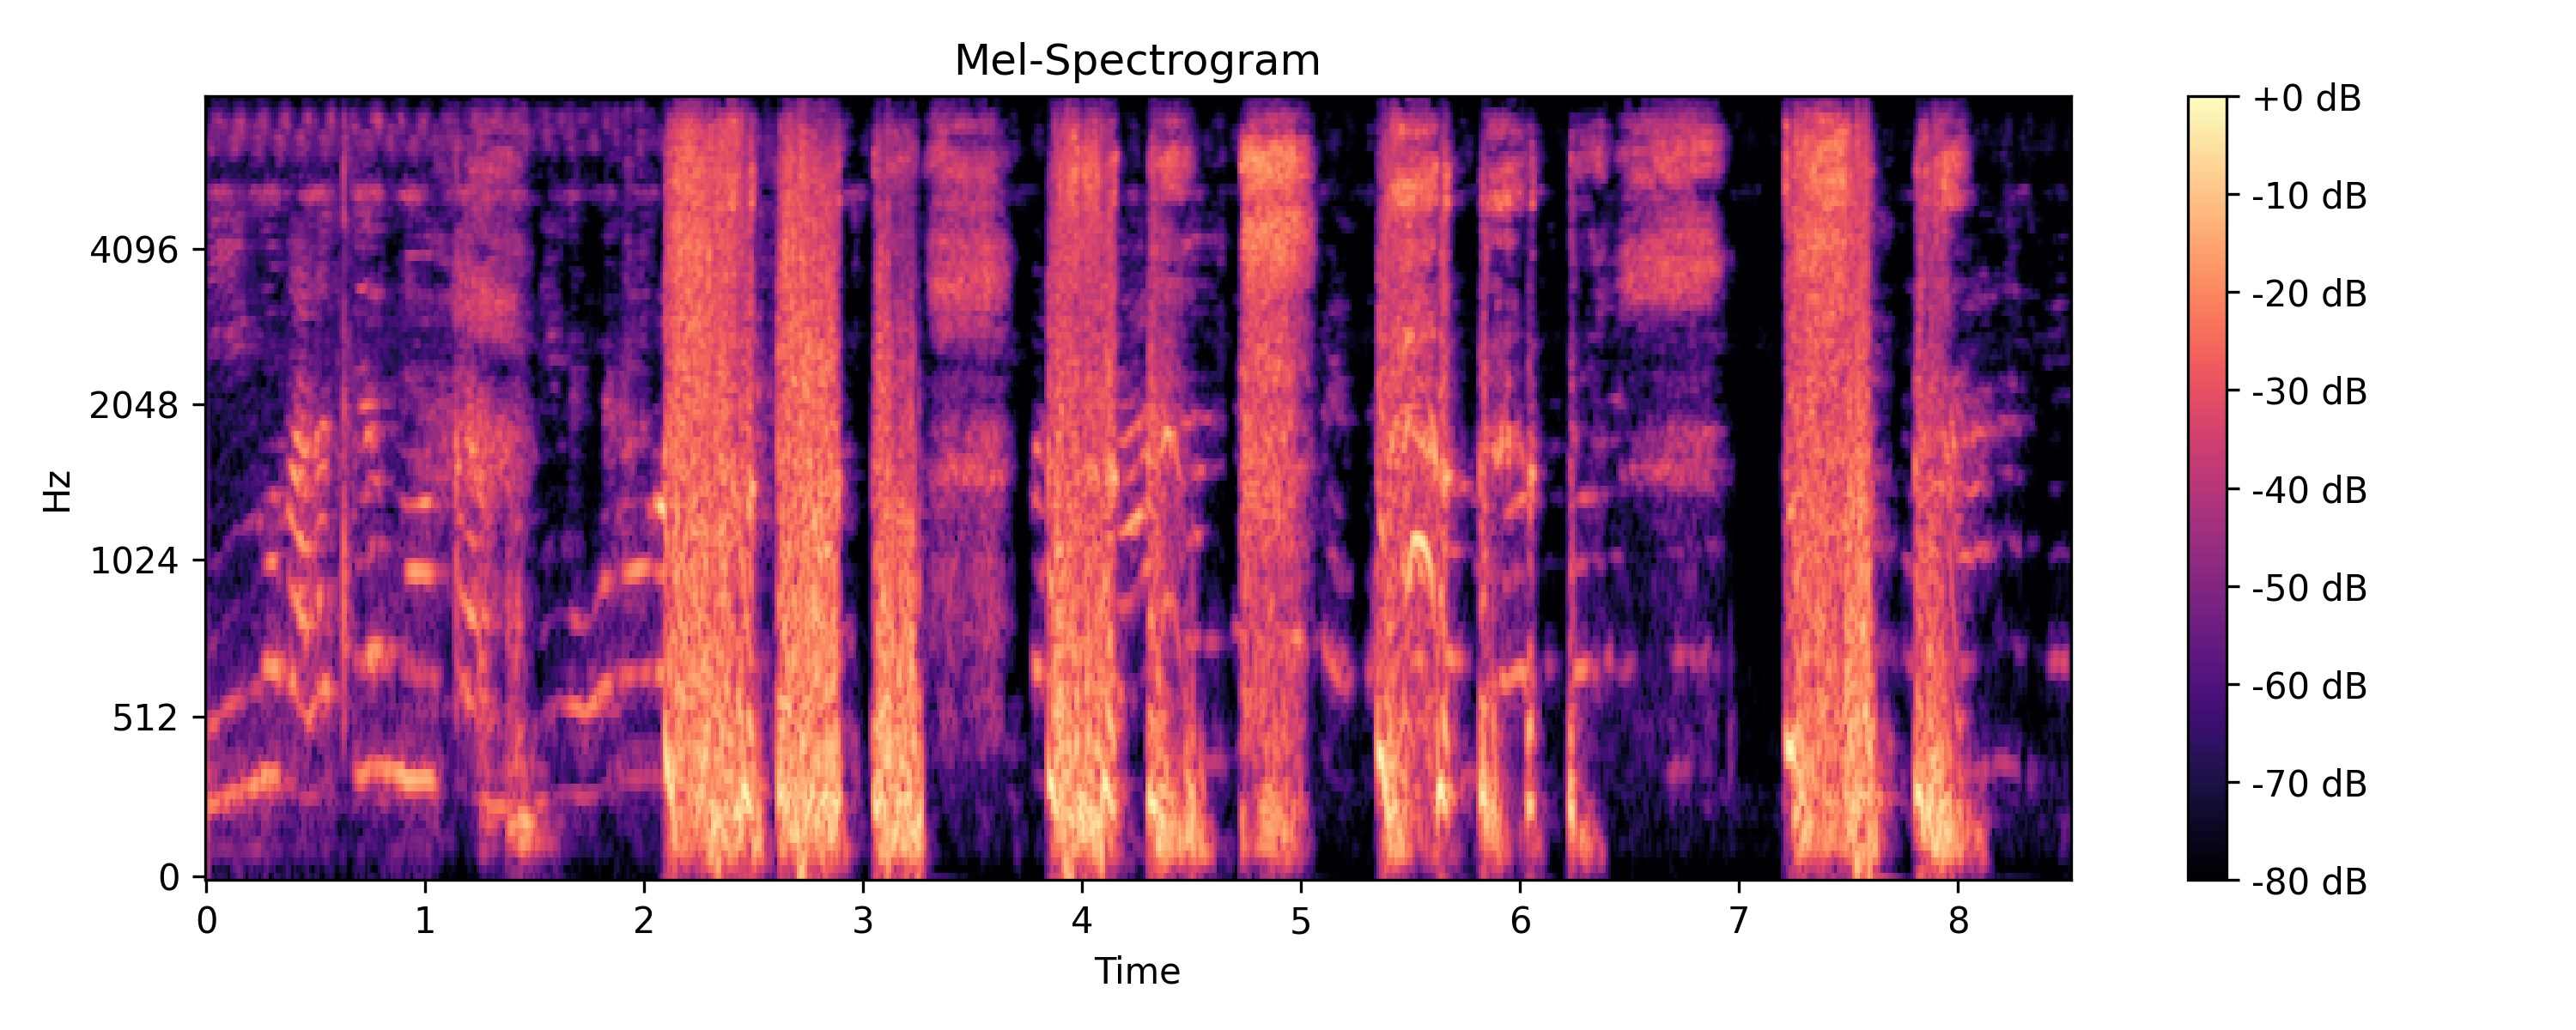 Mel-Spectrogram
+0 dB
-10 dB
-20 dB
-30 dB
-40 dB
-50 dB
-60 dB
-70 dB
-80 dB
Hz
4096
2048
1024
512
0
0 1 2 3 4 5 6 7 8
Time